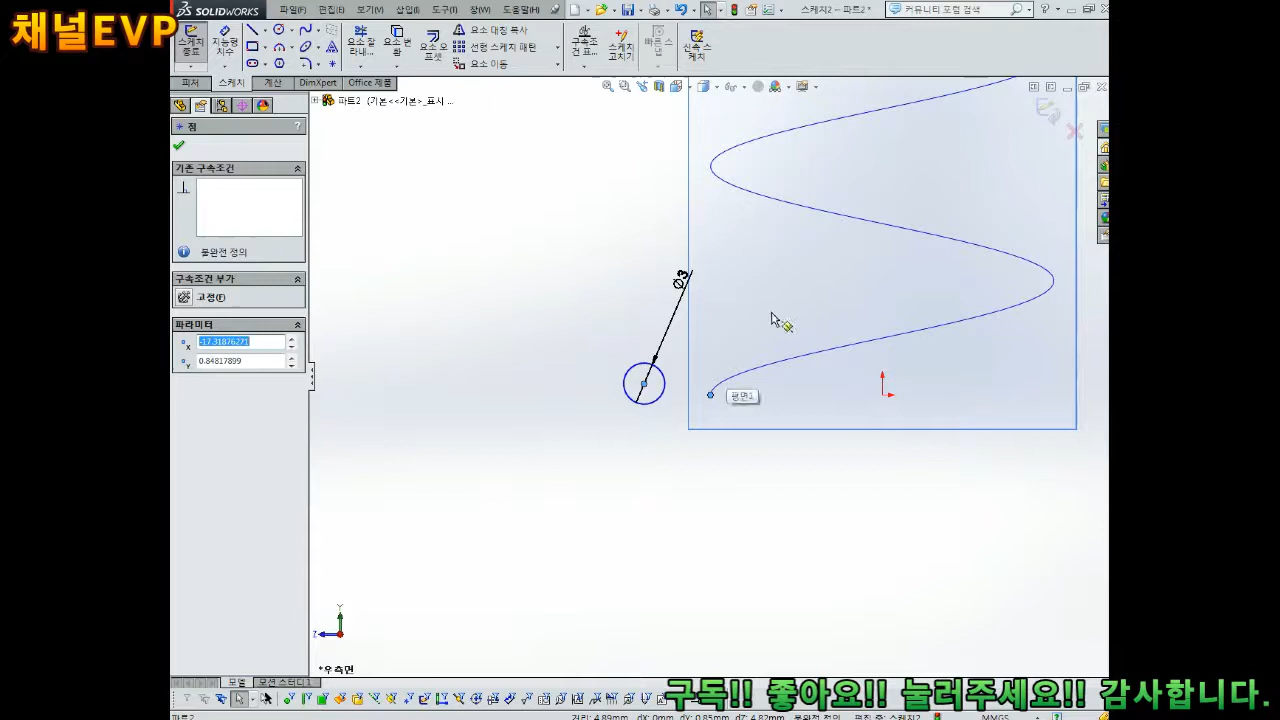 채널EVP
SOLIDWORKS
파일(F) 편집(E) 보기(V) 삽입(I) 도구(T) 창(W) 도움말(H)
스케치2 – 파트2 *
커뮤니티 포럼 검색
스케치 종료
지능형 치수
요소 잘라내...
요소 변환
요소 오프셋
요소 대칭 복사
선형 스케치 패턴
요소 이동
구속조건 표...
스케치 고치기
빠른 스냅
신속 스케치
피처 스케치 계산 DimXpert Office 제품
파트2 (기본<<기본>_표시 ...
점
?
기존 구속조건
불완전 정의
구속조건 부가
고정(F)
파라미터
-17.31876271
0.84817899
Ø3
평면1
Y
Z
*우측면
모델 모션 스터디 1
구독!! 좋아요!! 눌러주세요!! 감사합니다.